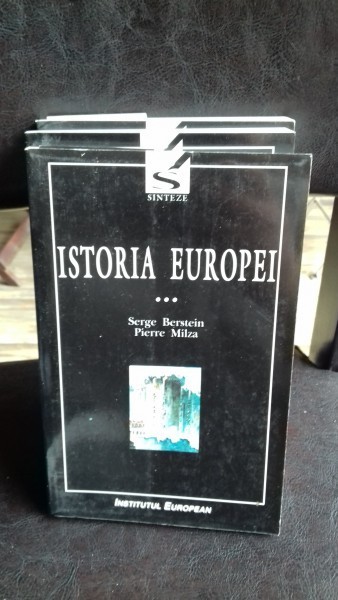 S
SINTEZE
ISTORIA EUROPEI
•••
Serge Berstein
Pierre Milza
INSTITUTUL EUROPEAN